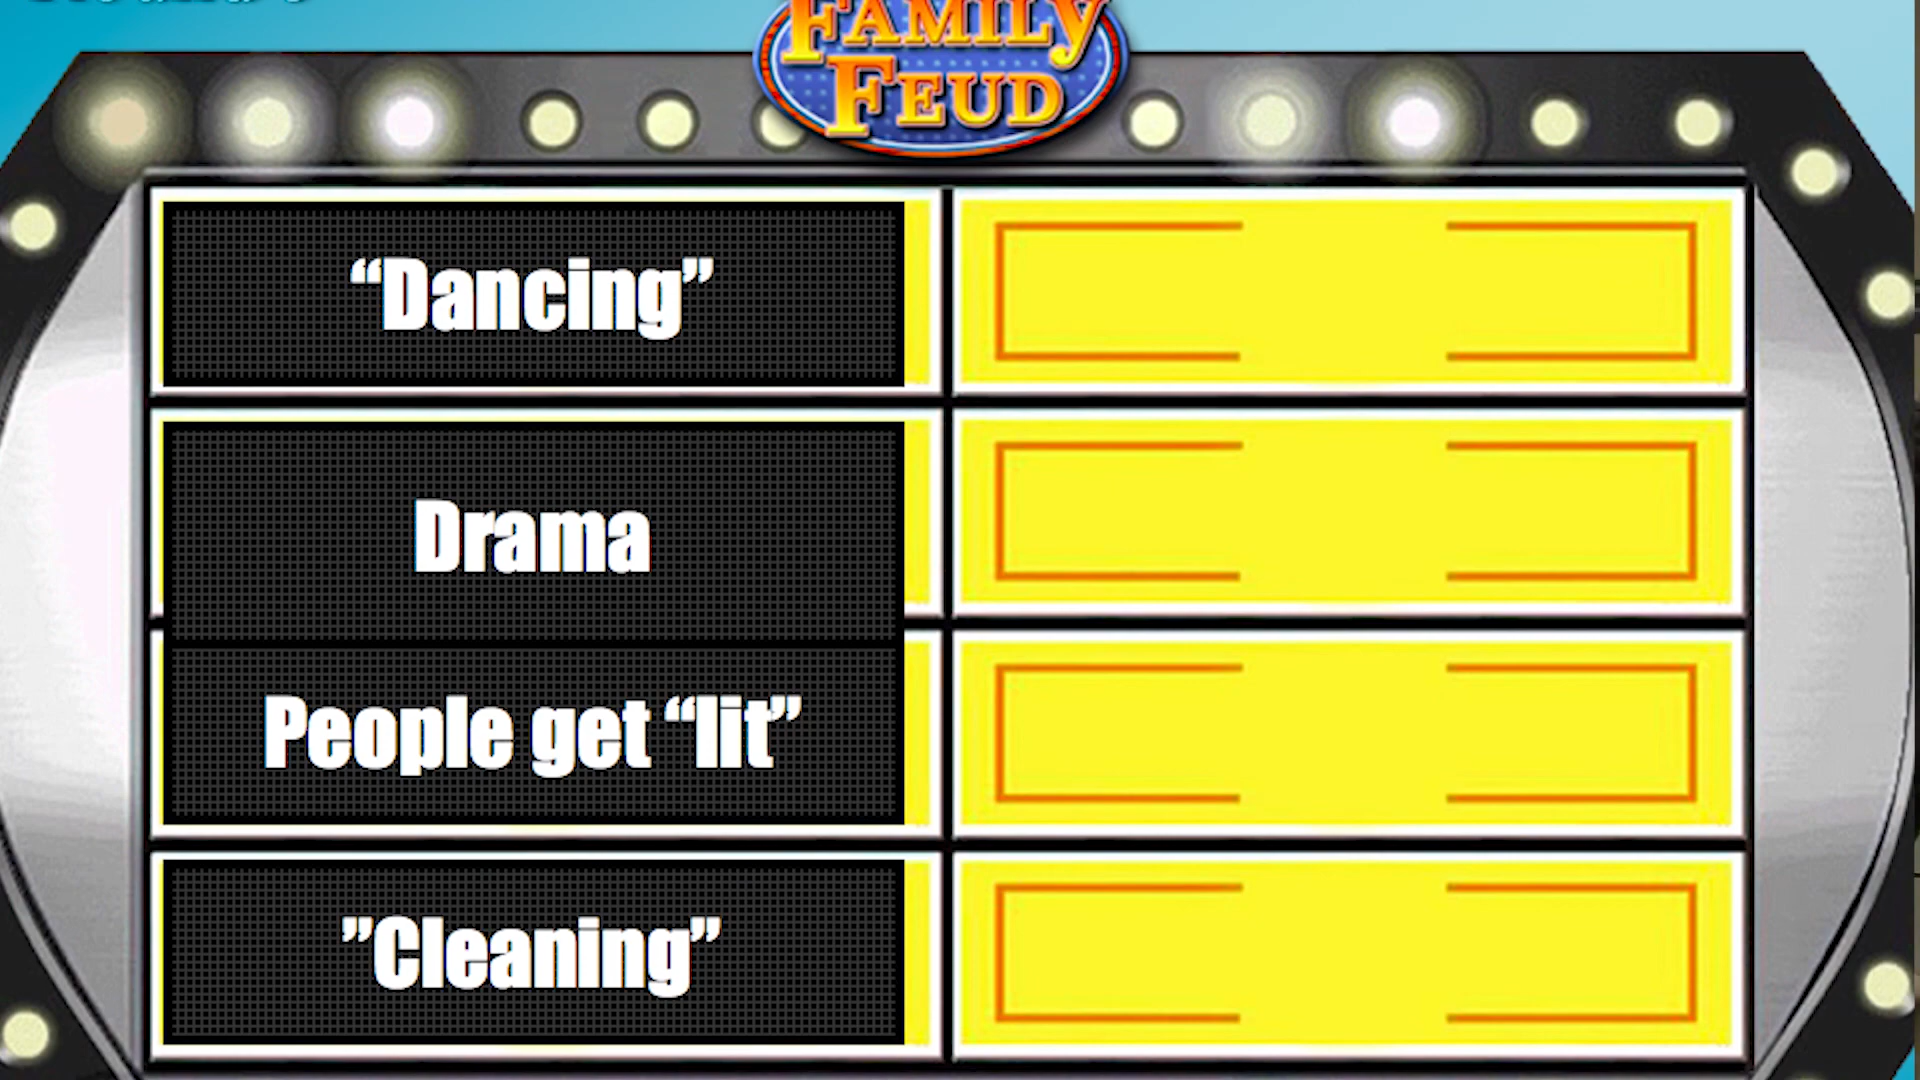 FAMILY
FEUD
“Dancing”
Drama
People get “lit”
”Cleaning”